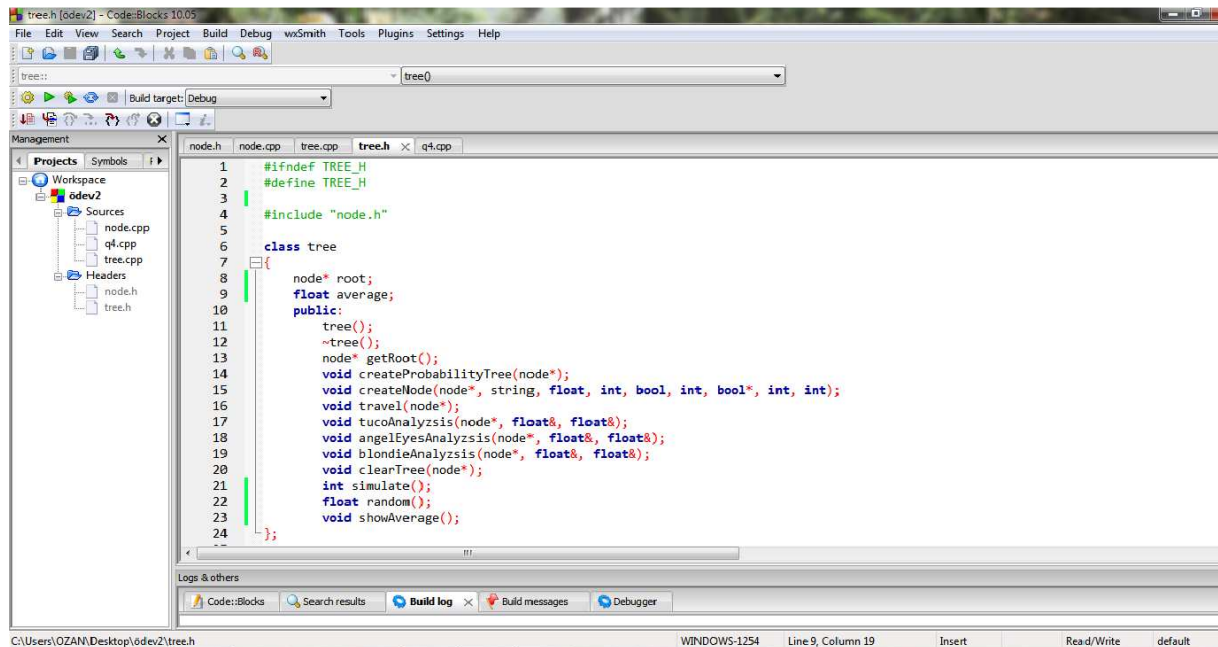 tree.h [ödev2] - Code::Blocks 10.05
File Edit View Search Project Build Debug wxSmith Tools Plugins Settings Help
tree:: tree()
Build target: Debug
Management
Projects Symbols
Workspace
ödev2
Sources
node.cpp
q4.cpp
tree.cpp
Headers
node.h
tree.h
node.h node.cpp tree.cpp tree.h q4.cpp
1 #ifndef TREE_H
2 #define TREE_H
3
4 #include "node.h"
5
6 class tree
7 {
8 node* root;
9 float average;
10 public:
11 tree();
12 ~tree();
13 node* getRoot();
14 void createProbabilityTree(node*);
15 void createNode(node*, string, float, int, bool, int, bool*, int, int);
16 void travel(node*);
17 void tucoAnalyzsis(node*, float&, float&);
18 void angelEyesAnalyzsis(node*, float&, float&);
19 void blondieAnalyzsis(node*, float&, float&);
20 void clearTree(node*);
21 int simulate();
22 float random();
23 void showAverage();
24 };
Logs & others
Code::Blocks Search results Build log Build messages Debugger
C:\Users\OZAN\Desktop\ödev2\tree.h WINDOWS-1254 Line 9, Column 19 Insert Read/Write default